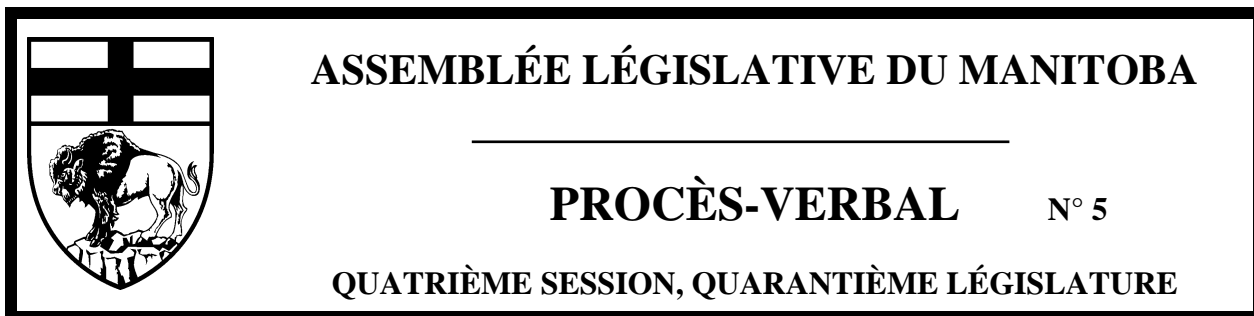 ASSEMBLÉE LÉGISLATIVE DU MANITOBA
PROCÈS-VERBAL N° 5
QUATRIÈME SESSION, QUARANTIÈME LÉGISLATURE